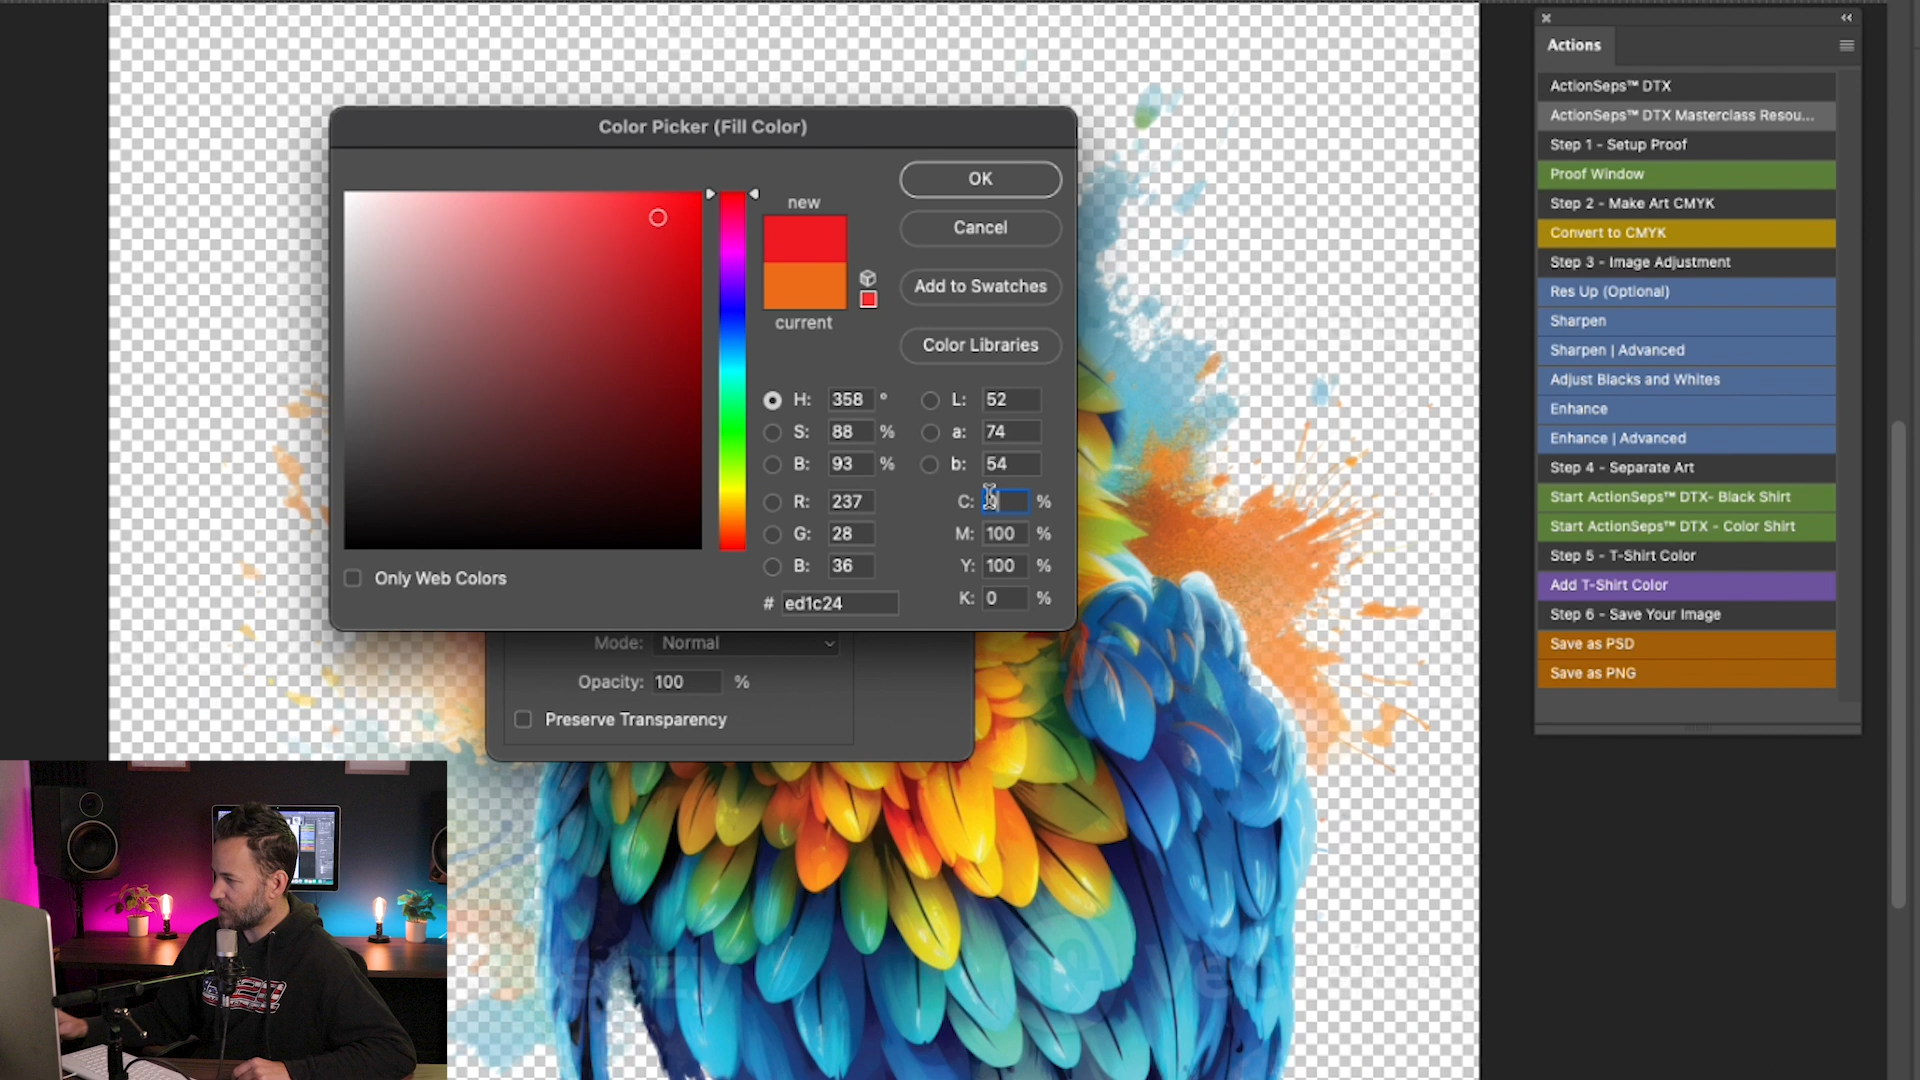 Color Picker (Fill Color)
new
current
OK
Cancel
Add to Swatches
Color Libraries
H: 358 °
S: 88 %
B: 93 %
R: 237
G: 28
B: 36
# ed1c24
L: 52
a: 74
b: 54
C: %
M: 100 %
Y: 100 %
K: 0 %
Only Web Colors
Mode: Normal
Opacity: 100 %
Preserve Transparency
Actions
ActionSeps™ DTX
ActionSeps™ DTX Masterclass Resou...
Step 1 - Setup Proof
Proof Window
Step 2 - Make Art CMYK
Convert to CMYK
Step 3 - Image Adjustment
Res Up (Optional)
Sharpen
Sharpen | Advanced
Adjust Blacks and Whites
Enhance
Enhance | Advanced
Step 4 - Separate Art
Start ActionSeps™ DTX- Black Shirt
Start ActionSeps™ DTX - Color Shirt
Step 5 - T-Shirt Color
Add T-Shirt Color
Step 6 - Save Your Image
Save as PSD
Save as PNG